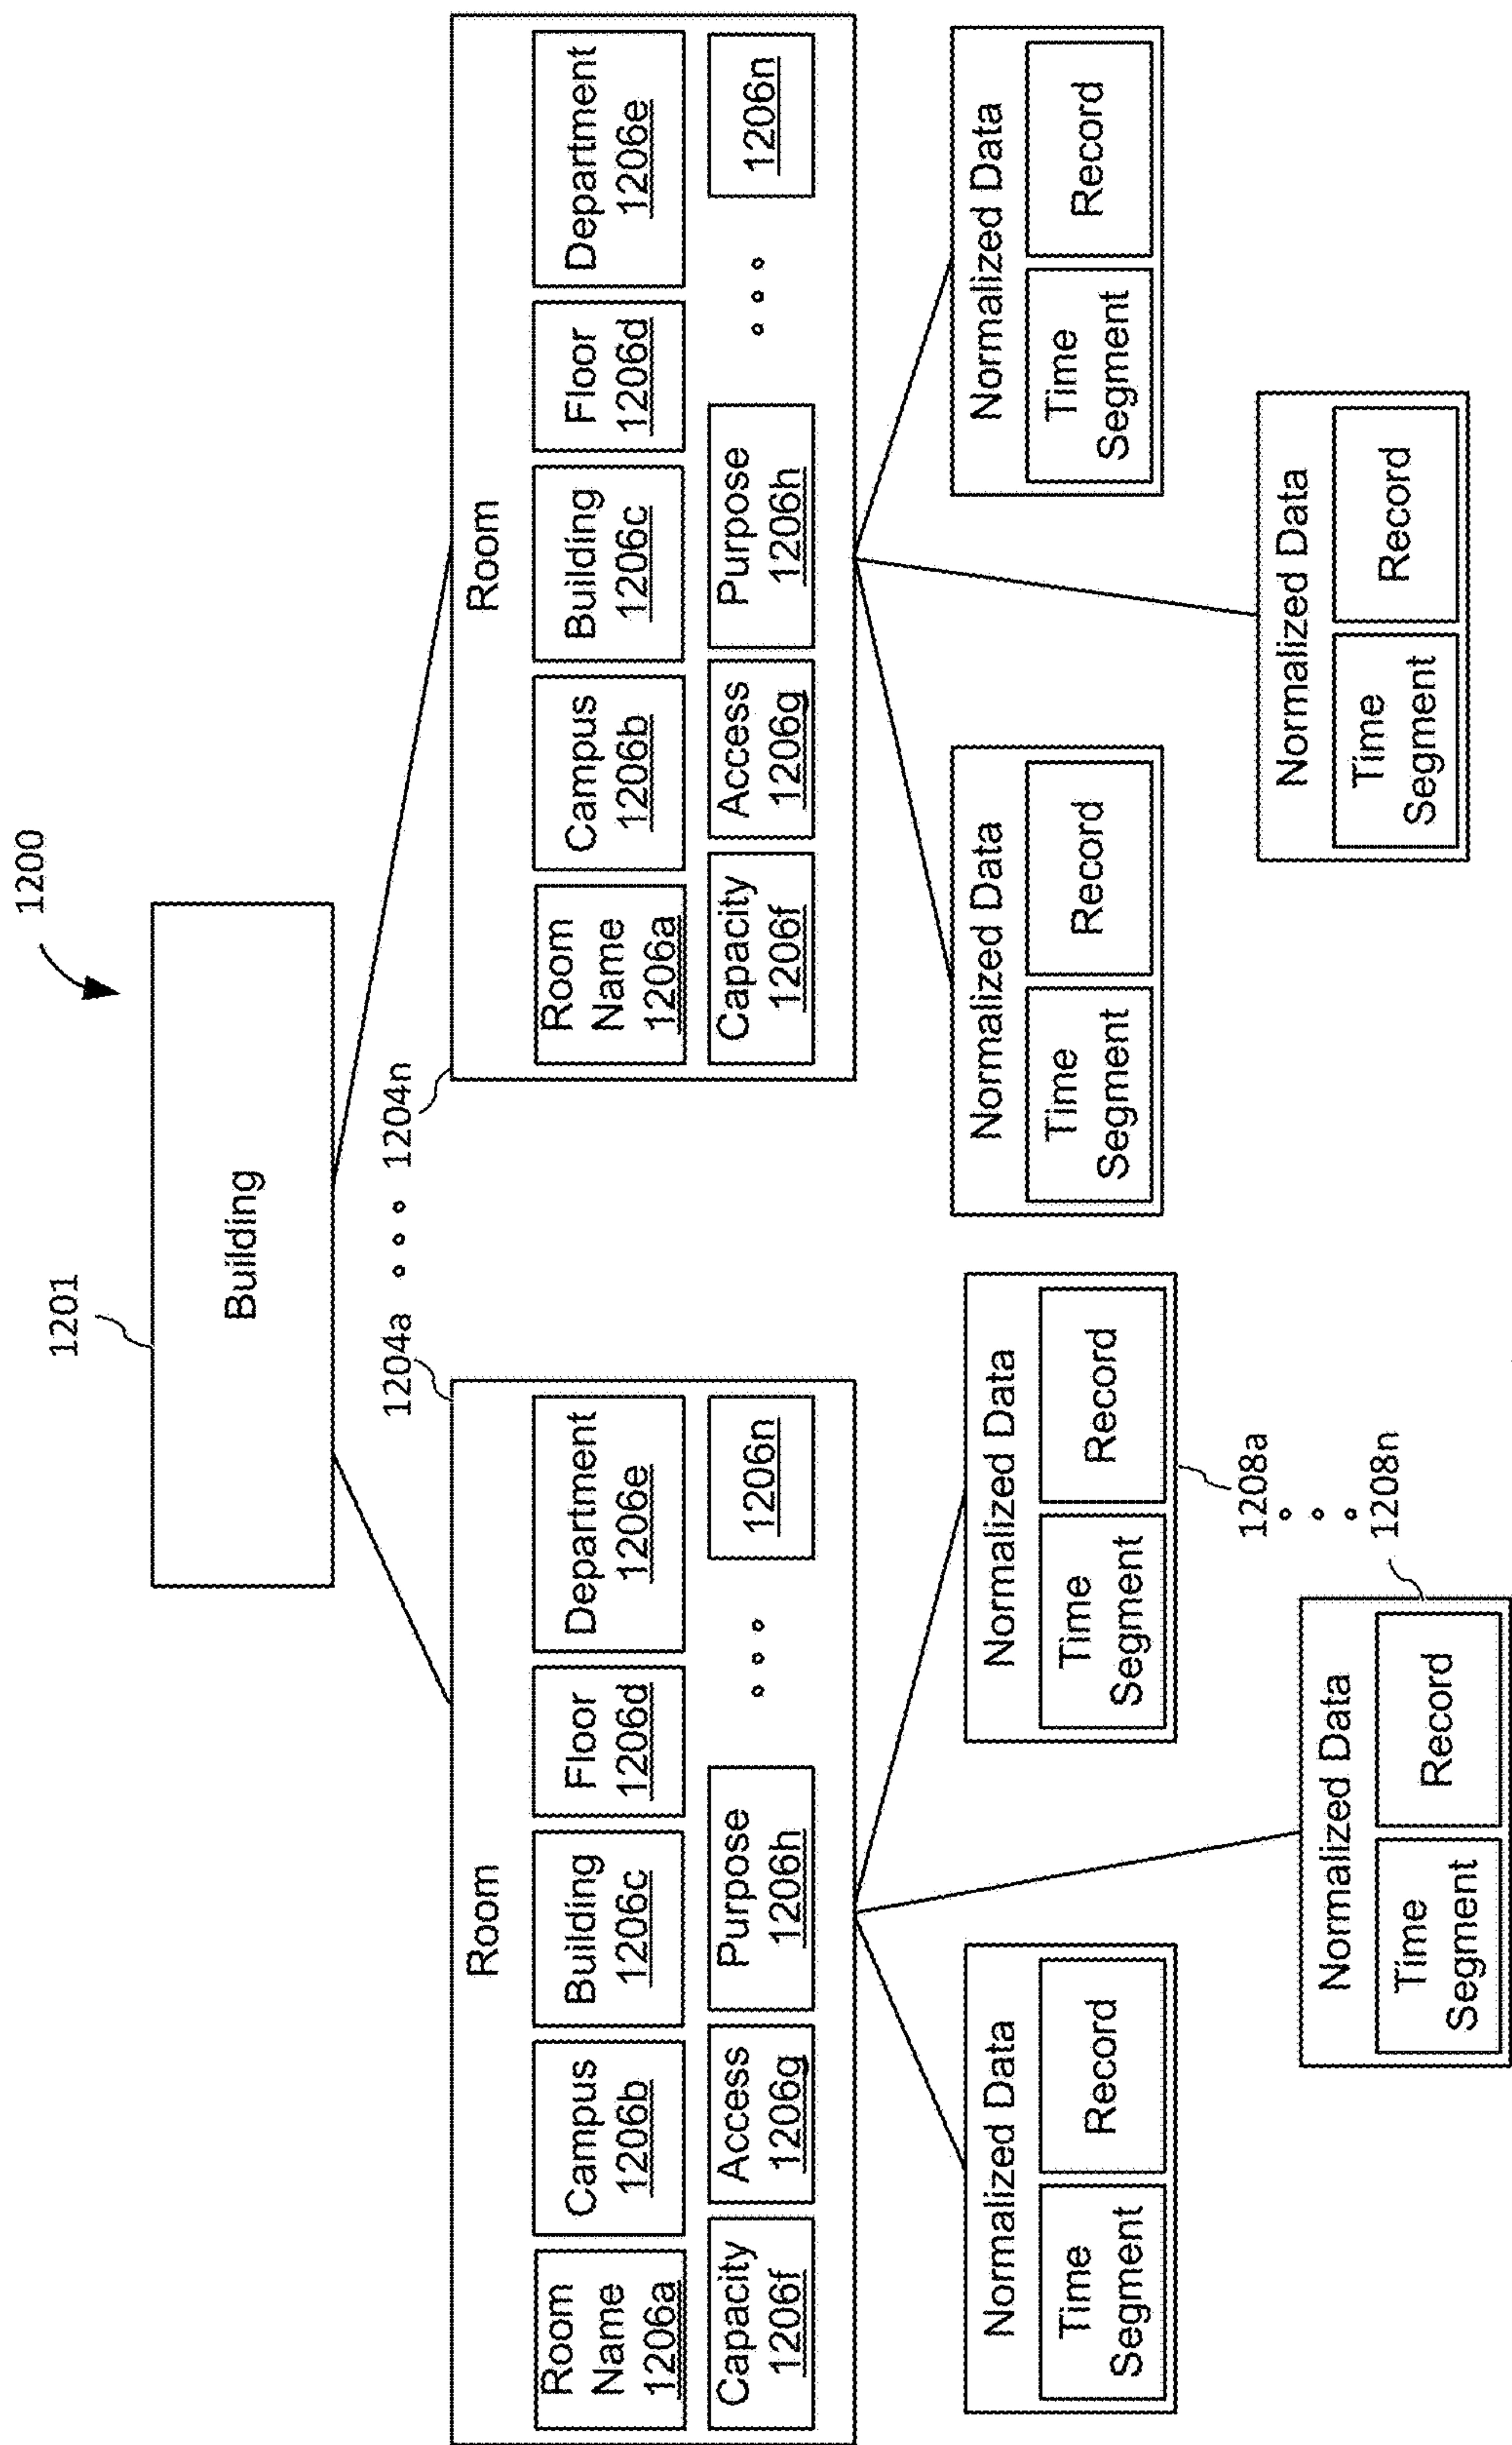 1200
1201
Building
1204a
1204n
Room
Room
Name
1206a
Campus
1206b
Building
1206c
Floor
1206d
Department
1206e
Capacity
1206f
Access
1206g
Purpose
1206h
1206n
Room
Room
Name
1206a
Campus
1206b
Building
1206c
Floor
1206d
Department
1206e
Capacity
1206f
Access
1206g
Purpose
1206h
1206n
Normalized Data
Time
Segment
Record
Normalized Data
Time
Segment
Record
1208a
1208n
Normalized Data
Time
Segment
Record
Normalized Data
Time
Segment
Record
Normalized Data
Time
Segment
Record
Normalized Data
Time
Segment
Record